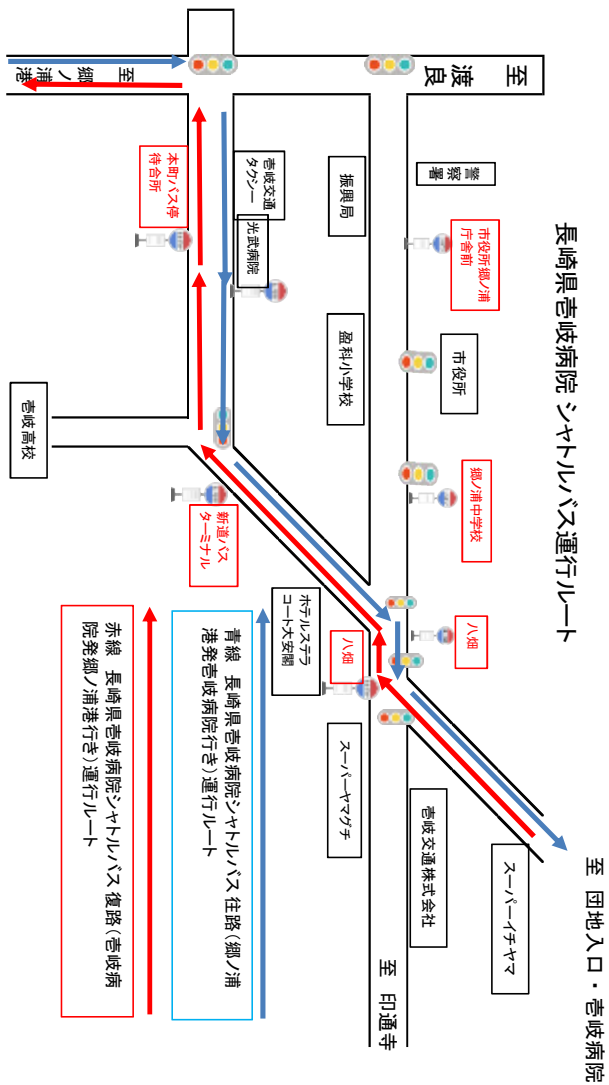 長崎県壱岐病院 シャトルバス運行ルート
至 団地入口・壱岐病院
至 渡良
警察署
市役所郷ノ浦
庁舎前
市役所
郷ノ浦中学校
八畑
スーパーイチヤマ
振興局
盈科小学校
壱岐交通株式会社
至 印通寺
壱岐交通
タクシー
光武病院
八畑
スーパーヤマグチ
ホテルステラ
コート大安閣
本町バス停
待合所
新道バス
ターミナル
至 郷ノ浦港
壱岐高校
青線 長崎県壱岐病院シャトルバス 往路(郷ノ浦
港発壱岐病院行き)運行ルート
赤線 長崎県壱岐病院シャトルバス 復路(壱岐病
院発郷ノ浦港行き)運行ルート